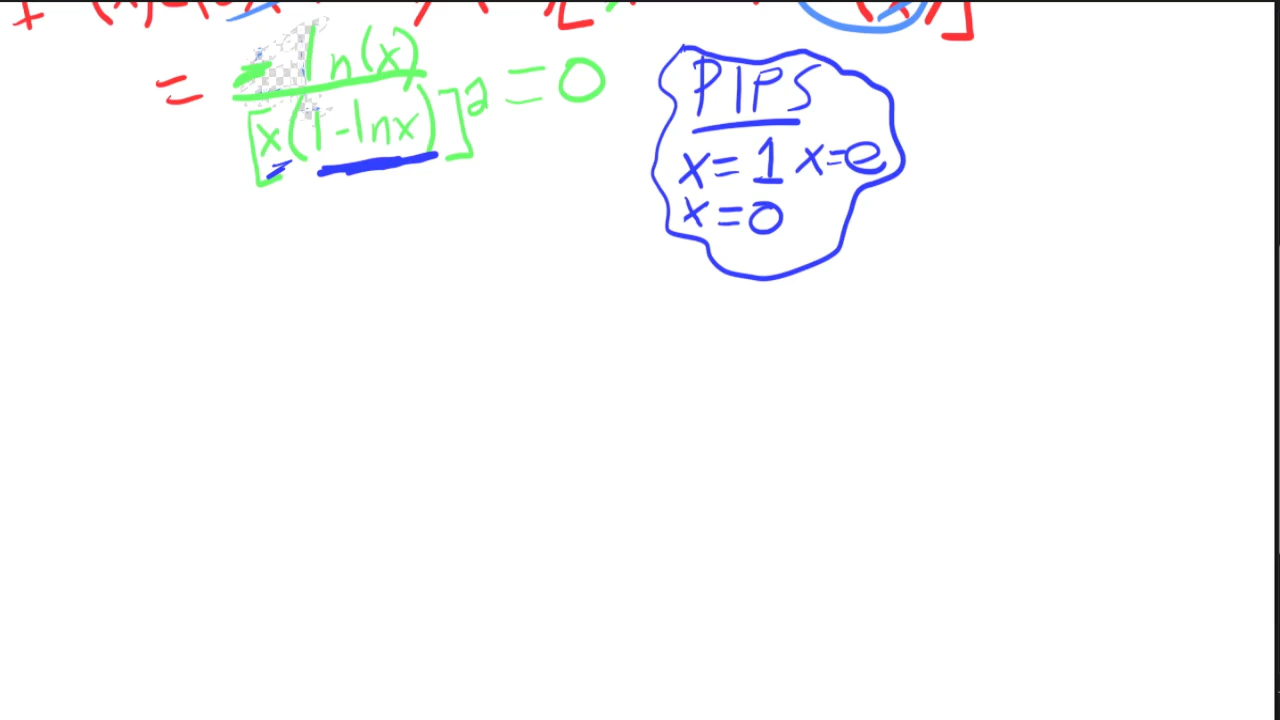 = -ln(x) / [x(1-lnx)]² = 0
PIPS
x=1 x=e
x=0